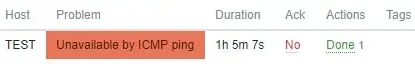 Host Problem Duration Ack Actions Tags
TEST Unavailable by ICMP ping 1h 5m 7s No Done 1